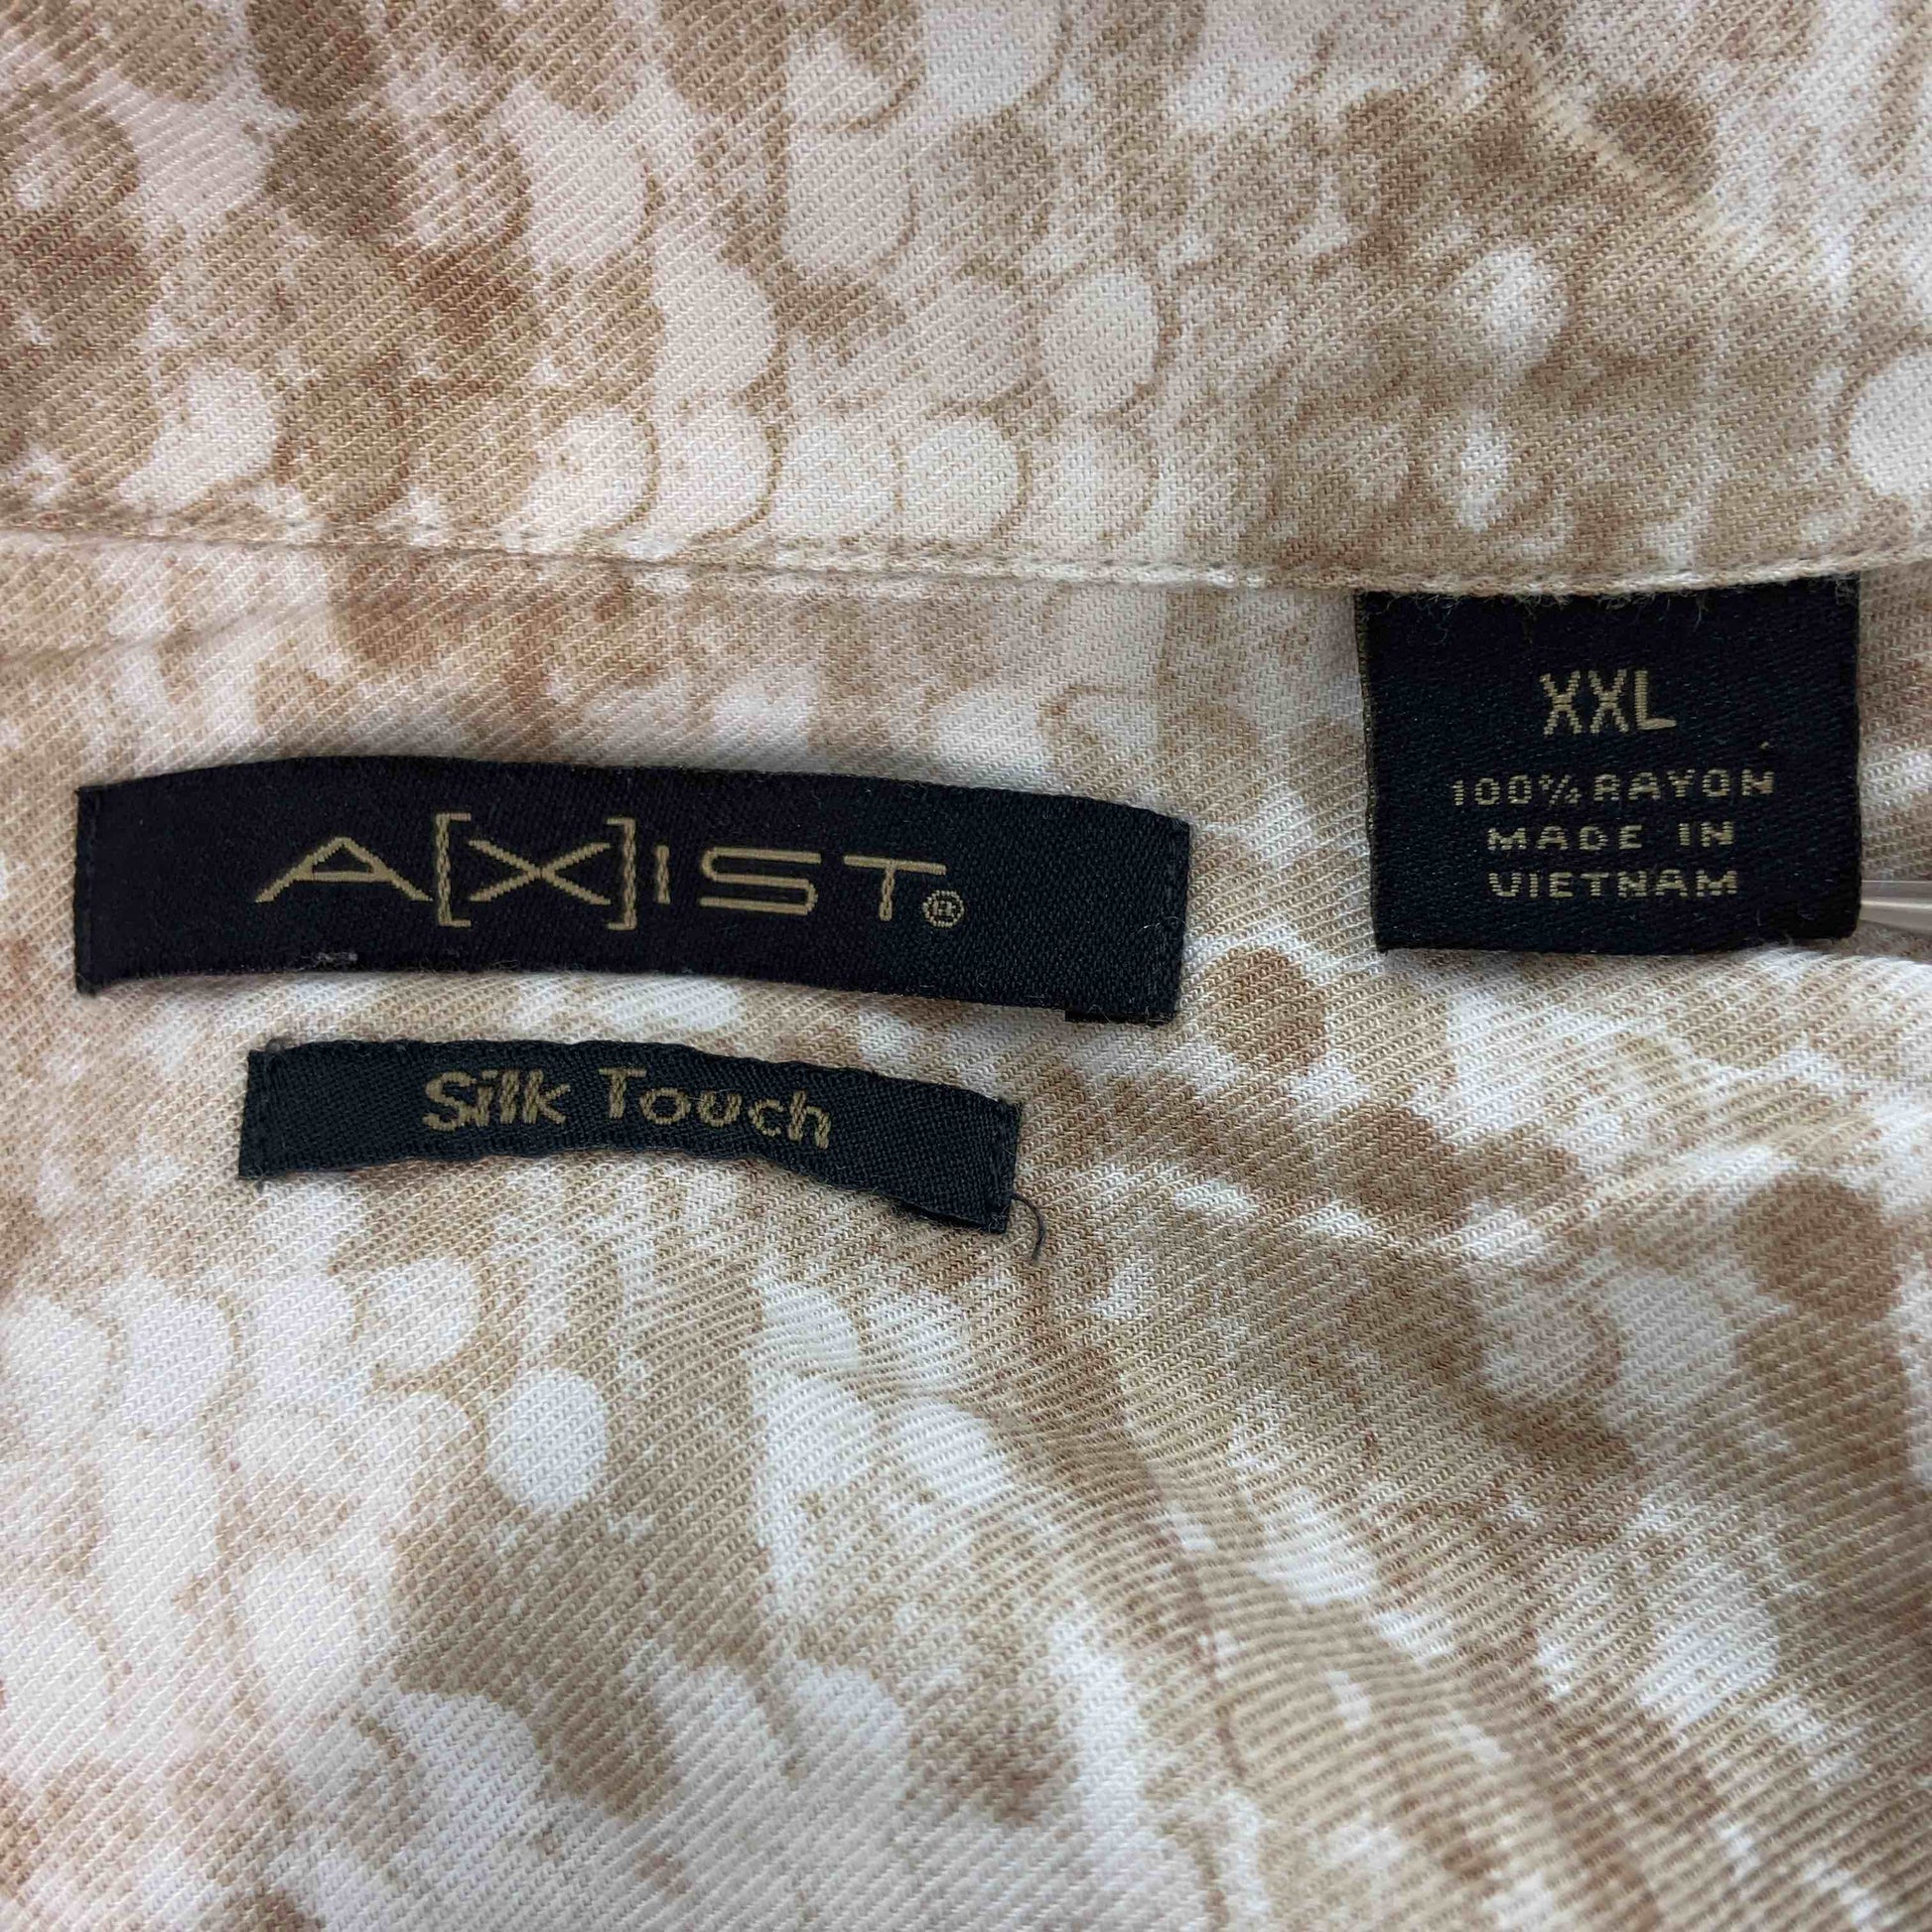 A[X]IST®
Silk Touch
XXL
100% RAYON
MADE IN
VIETNAM